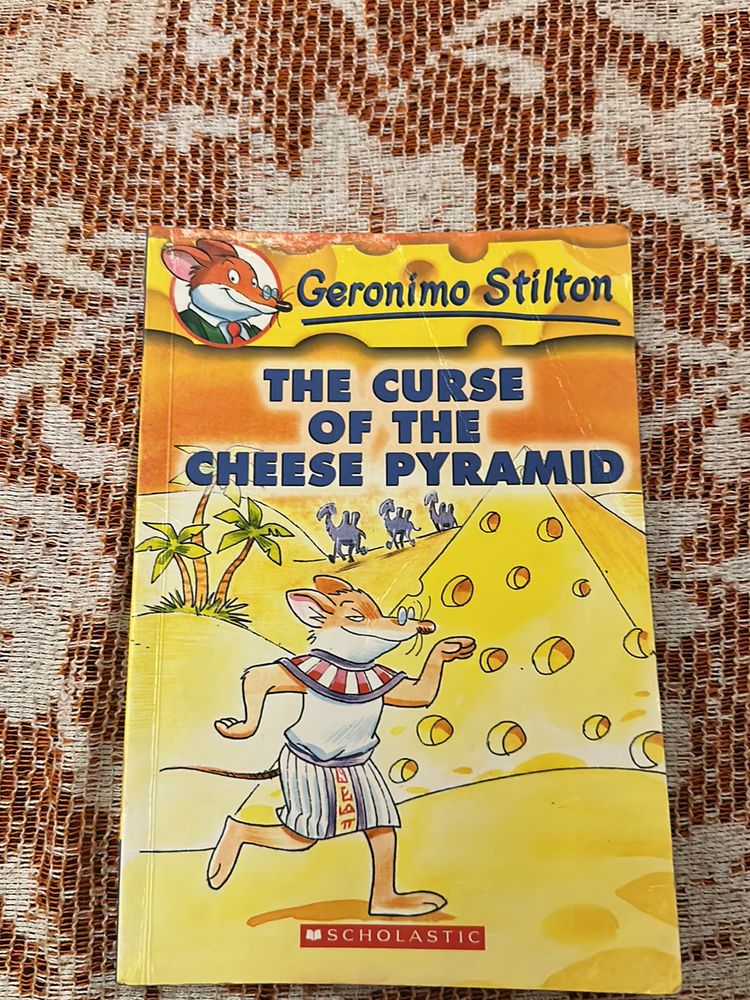 Geronimo Stilton
THE CURSE
OF THE
CHEESE PYRAMID
SCHOLASTIC